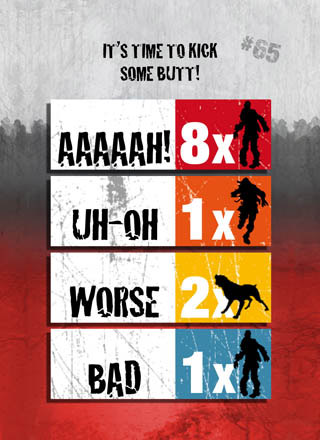 IT'S TIME TO KICK
SOME BUTT!
#65
AAAAAH! 8x
UH-OH 1x
WORSE 2x
BAD 1x